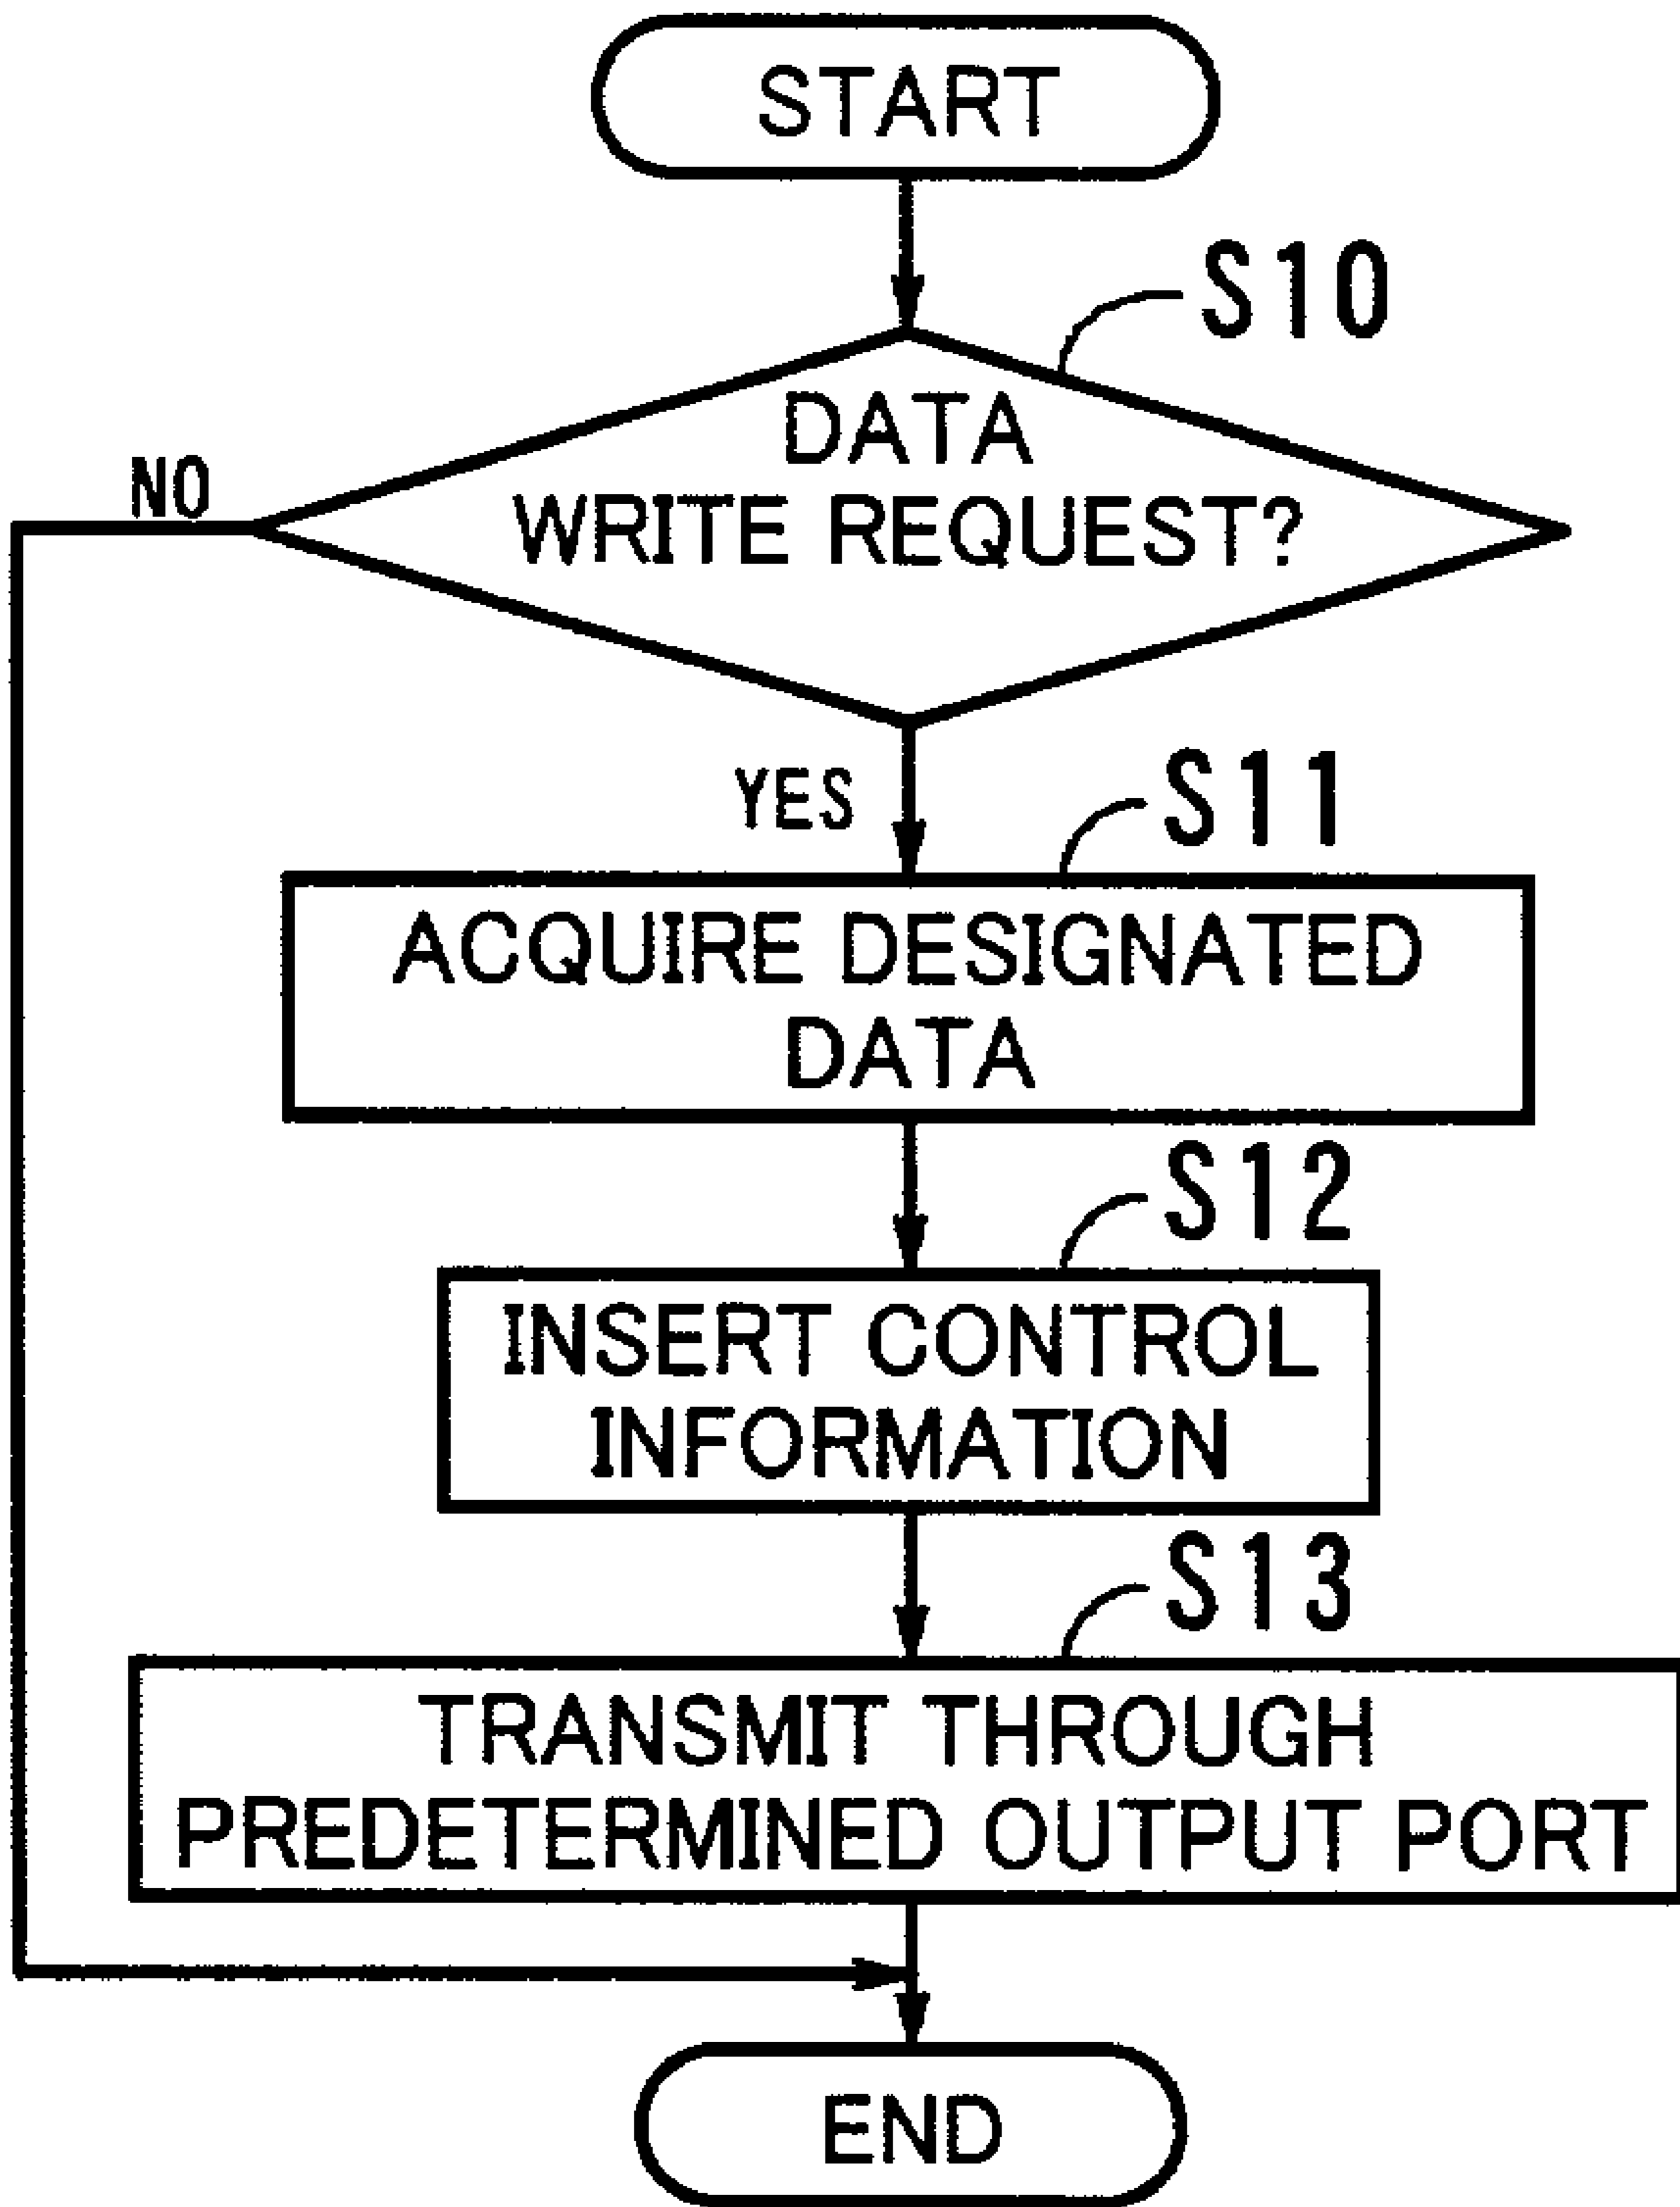 START
S10
DATA
WRITE REQUEST?
NO
YES
S11
ACQUIRE DESIGNATED
DATA
S12
INSERT CONTROL
INFORMATION
S13
TRANSMIT THROUGH
PREDETERMINED OUTPUT PORT
END